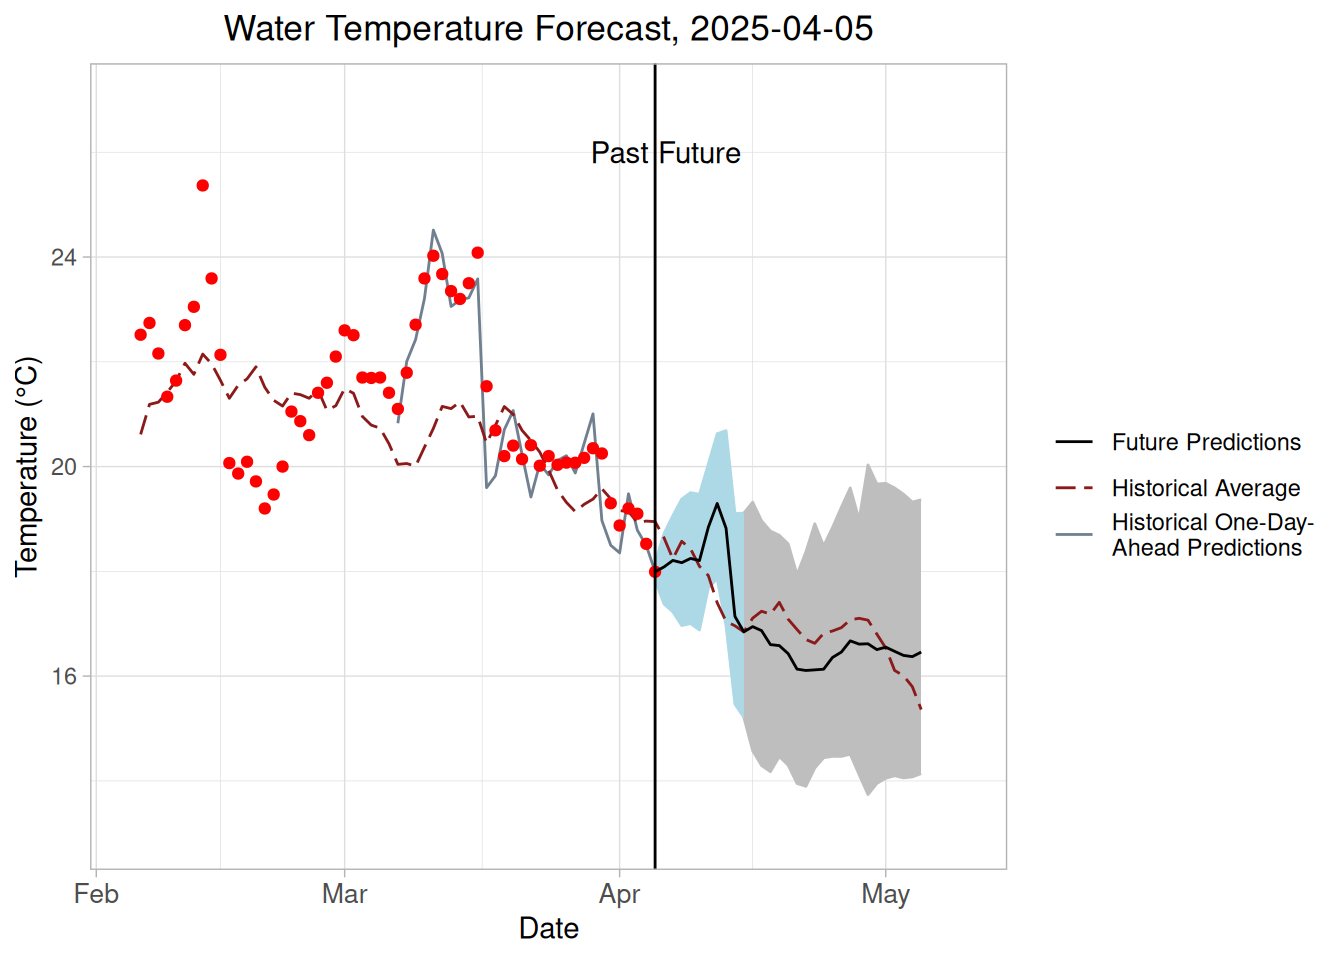 Water Temperature Forecast, 2025-04-05
Past
Future
24
20
16
Temperature (°C)
Feb
Mar
Apr
May
Date
Future Predictions
Historical Average
Historical One-Day-
Ahead Predictions